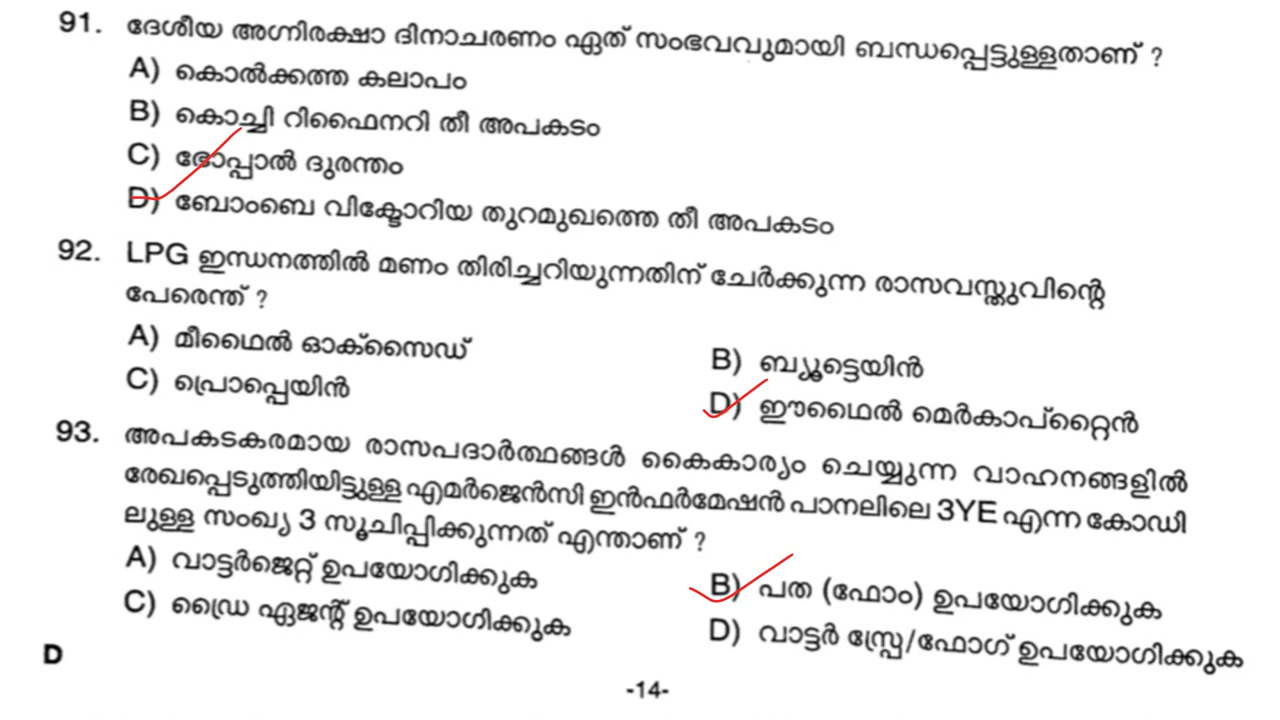 91. ദേശീയ അഗ്നിരക്ഷാ ദിനാചരണം ഏത് സംഭവവുമായി ബന്ധപ്പെട്ടുള്ളതാണ് ?
A) കൊൽക്കത്ത കലാപം
B) കൊച്ചി റിഫൈനറി തീ അപകടം
C) ഭോപ്പാൽ ദുരന്തം
D) ബോംബെ വിക്ടോറിയ തുറമുഖത്തെ തീ അപകടം
92. LPG ഇന്ധനത്തിൽ മണം തിരിച്ചറിയുന്നതിന് ചേർക്കുന്ന രാസവസ്തുവിന്റെ
പേരെന്ത് ?
A) മീഥൈൽ ഓക്സൈഡ്
B) ബ്യൂട്ടെയിൻ
C) പ്രൊപ്പെയിൻ
D) ഈഥൈൽ മെർകാപ്റ്റൈൻ
93. അപകടകരമായ രാസപദാർത്ഥങ്ങൾ കൈകാര്യം ചെയ്യുന്ന വാഹനങ്ങളിൽ
രേഖപ്പെടുത്തിയിട്ടുള്ള എമർജെൻസി ഇൻഫർമേഷൻ പാനലിലെ 3YE എന്ന കോഡി
ലുള്ള സംഖ്യ 3 സൂചിപ്പിക്കുന്നത് എന്താണ് ?
A) വാട്ടർജെറ്റ് ഉപയോഗിക്കുക
B) പത (ഫോം) ഉപയോഗിക്കുക
C) ഡ്രൈ ഏജന്റ് ഉപയോഗിക്കുക
D) വാട്ടർ സ്പ്രേ/ഫോഗ് ഉപയോഗിക്കുക
D
-14-